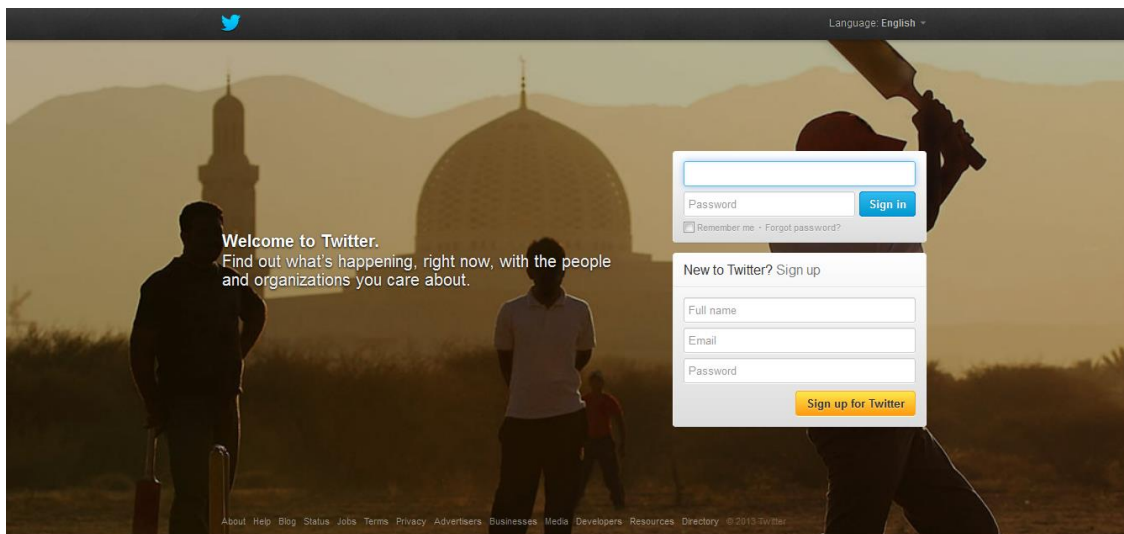 Language: English
Password
Sign in
Remember me · Forgot password?
Welcome to Twitter.
Find out what's happening, right now, with the people
and organizations you care about.
New to Twitter? Sign up
Full name
Email
Password
Sign up for Twitter
About Help Blog Status Jobs Terms Privacy Advertisers Businesses Media Developers Resources Directory © 2013 Twitter